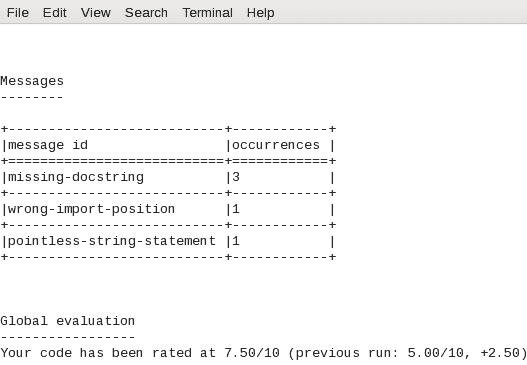 File Edit View Search Terminal Help
Messages
--------
+---------------------------+------------+
|message id                 |occurrences |
+===========================+============+
|missing-docstring          |3           |
+---------------------------+------------+
|wrong-import-position      |1           |
+---------------------------+------------+
|pointless-string-statement |1           |
+---------------------------+------------+
Global evaluation
-----------------
Your code has been rated at 7.50/10 (previous run: 5.00/10, +2.50)